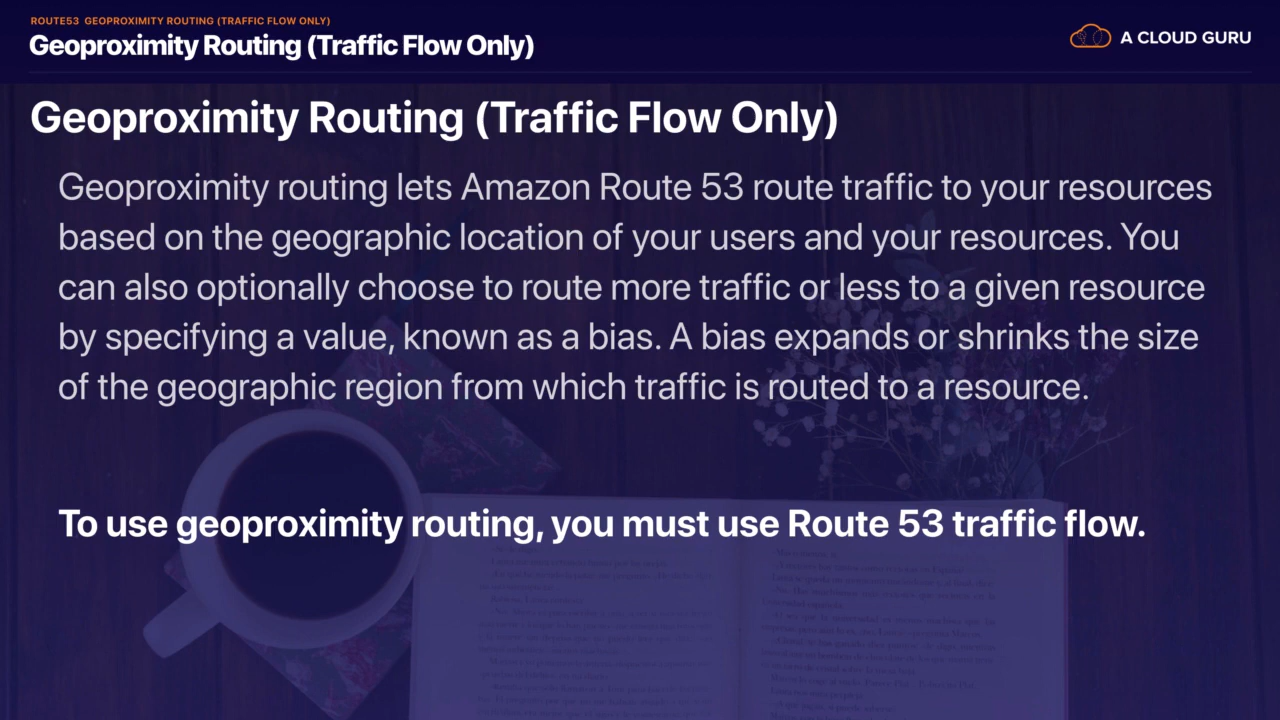 ROUTE53 GEOPROXIMITY ROUTING (TRAFFIC FLOW ONLY)
Geoproximity Routing (Traffic Flow Only)
A CLOUD GURU
Geoproximity Routing (Traffic Flow Only)
Geoproximity routing lets Amazon Route 53 route traffic to your resources
based on the geographic location of your users and your resources. You
can also optionally choose to route more traffic or less to a given resource
by specifying a value, known as a bias. A bias expands or shrinks the size
of the geographic region from which traffic is routed to a resource.
To use geoproximity routing, you must use Route 53 traffic flow.